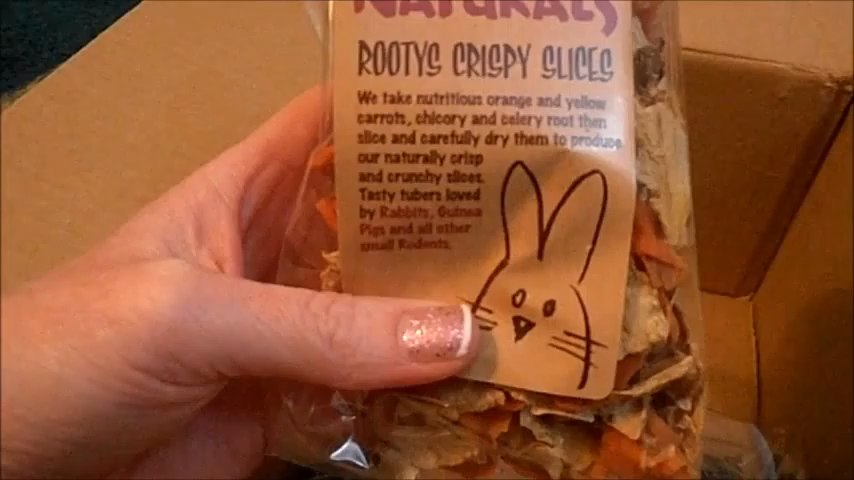 NATURALS
ROOTYS CRISPY SLICES
We take nutritious orange and yellow
carrots, chicory and celery root then
slice and carefully dry them to produce
our naturally crisp
and crunchy slices.
Tasty tubers loved
by Rabbits, Guinea
Pigs and all other
small Rodents.